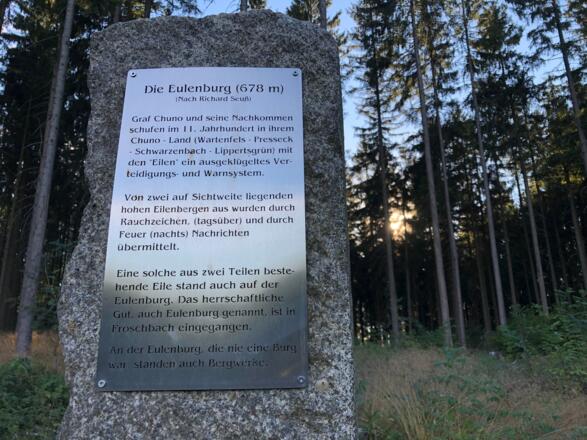 Die Eulenburg (678 m)
(Nach Richard Seuß)
Graf Chuno und seine Nachkommen
schufen im 11. Jahrhundert in ihrem
Chuno - Land (Wartenfels - Presseck
- Schwarzenbach - Lippertsgrün) mit
den "Eilen" ein ausgeklügeltes Ver-
teidigungs- und Warnsystem.
Von zwei auf Sichtweite liegenden
hohen Eilenbergen aus wurden durch
Rauchzeichen, (tagsüber) und durch
Feuer (nachts) Nachrichten
übermittelt.
Eine solche aus zwei Teilen beste-
hende Eile stand auch auf der
Eulenburg. Das herrschaftliche
Gut, auch Eulenburg genannt, ist in
Froschbach eingegangen.
An der Eulenburg, die nie eine Burg
war, standen auch Bergwerke.